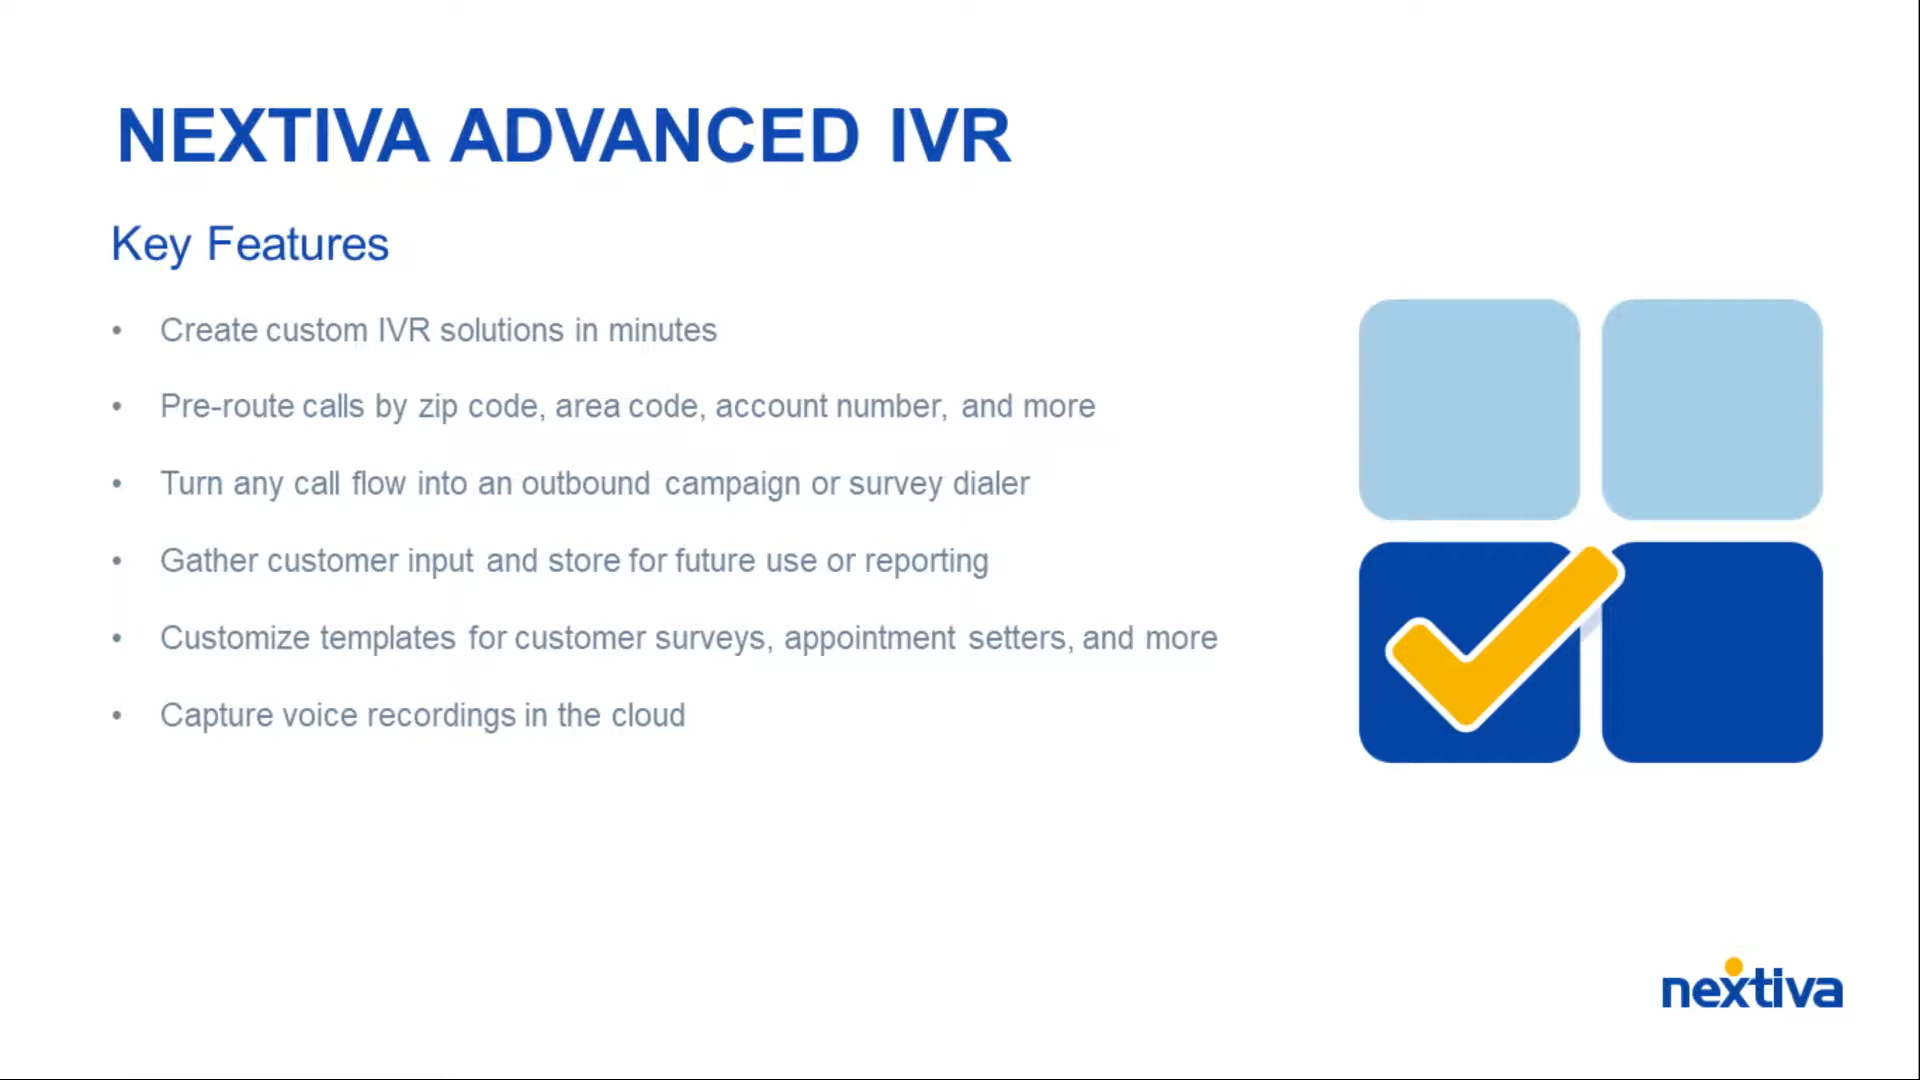 NEXTIVA ADVANCED IVR
Key Features
• Create custom IVR solutions in minutes
• Pre-route calls by zip code, area code, account number, and more
• Turn any call flow into an outbound campaign or survey dialer
• Gather customer input and store for future use or reporting
• Customize templates for customer surveys, appointment setters, and more
• Capture voice recordings in the cloud
nextiva